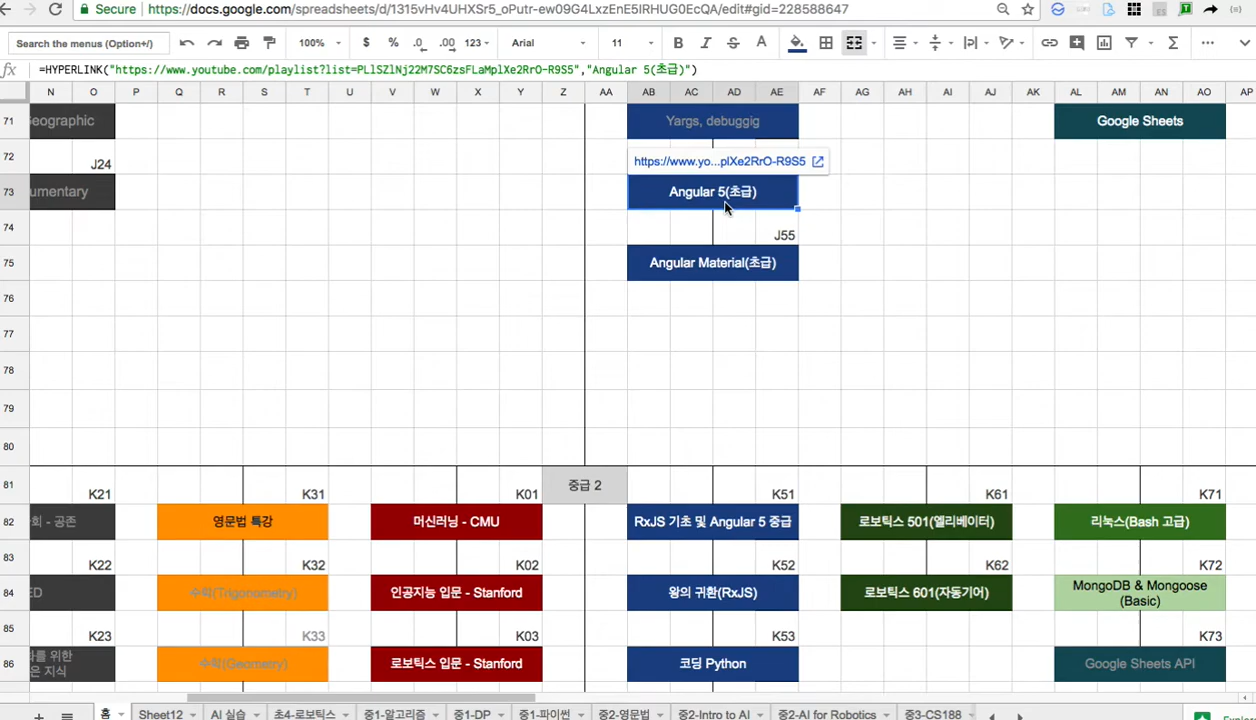 Secure https://docs.google.com/spreadsheets/d/1315vHv4UHXSr5_oPutr-ew09G4LxzEnE5IRHUG0EcQA/edit#gid=228588647
Search the menus (Option+/) 100% $ % .0 .00 123 Arial 11 B I S A
fx =HYPERLINK("https://www.youtube.com/playlist?list=PLlSZlNj22M7SC6zsFLaMplXe2RrO-R9S5","Angular 5(초급)")
N O P Q R S T U V W X Y Z AA AB AC AD AE AF AG AH AI AJ AK AL AM AN AO AP
71 Geographic Yargs, debuggig Google Sheets
72 J24 https://www.yo...plXe2RrO-R9S5
73 umentary Angular 5(초급)
74 J55
75 Angular Material(초급)
76
77
78
79
80
81 K21 K31 K01 중급 2 K51 K61 K71
82 회 - 공존 영문법 특강 머신러닝 - CMU RxJS 기초 및 Angular 5 중급 로보틱스 501(엘리베이터) 리눅스(Bash 고급)
83 K22 K32 K02 K52 K62 K72
84 ED 수학(Trigonometry) 인공지능 입문 - Stanford 왕의 귀환(RxJS) 로보틱스 601(자동기어) MongoDB & Mongoose
(Basic)
85 K23 K33 K03 K53 K73
86 화를 위한
은 지식 수학(Geometry) 로보틱스 입문 - Stanford 코딩 Python Google Sheets API
홈 Sheet12 AI 실습 초4-로보틱스 중1-알고리즘 중1-DP 중1-파이썬 중2-영문법 중2-Intro to AI 중2-AI for Robotics 중3-CS188